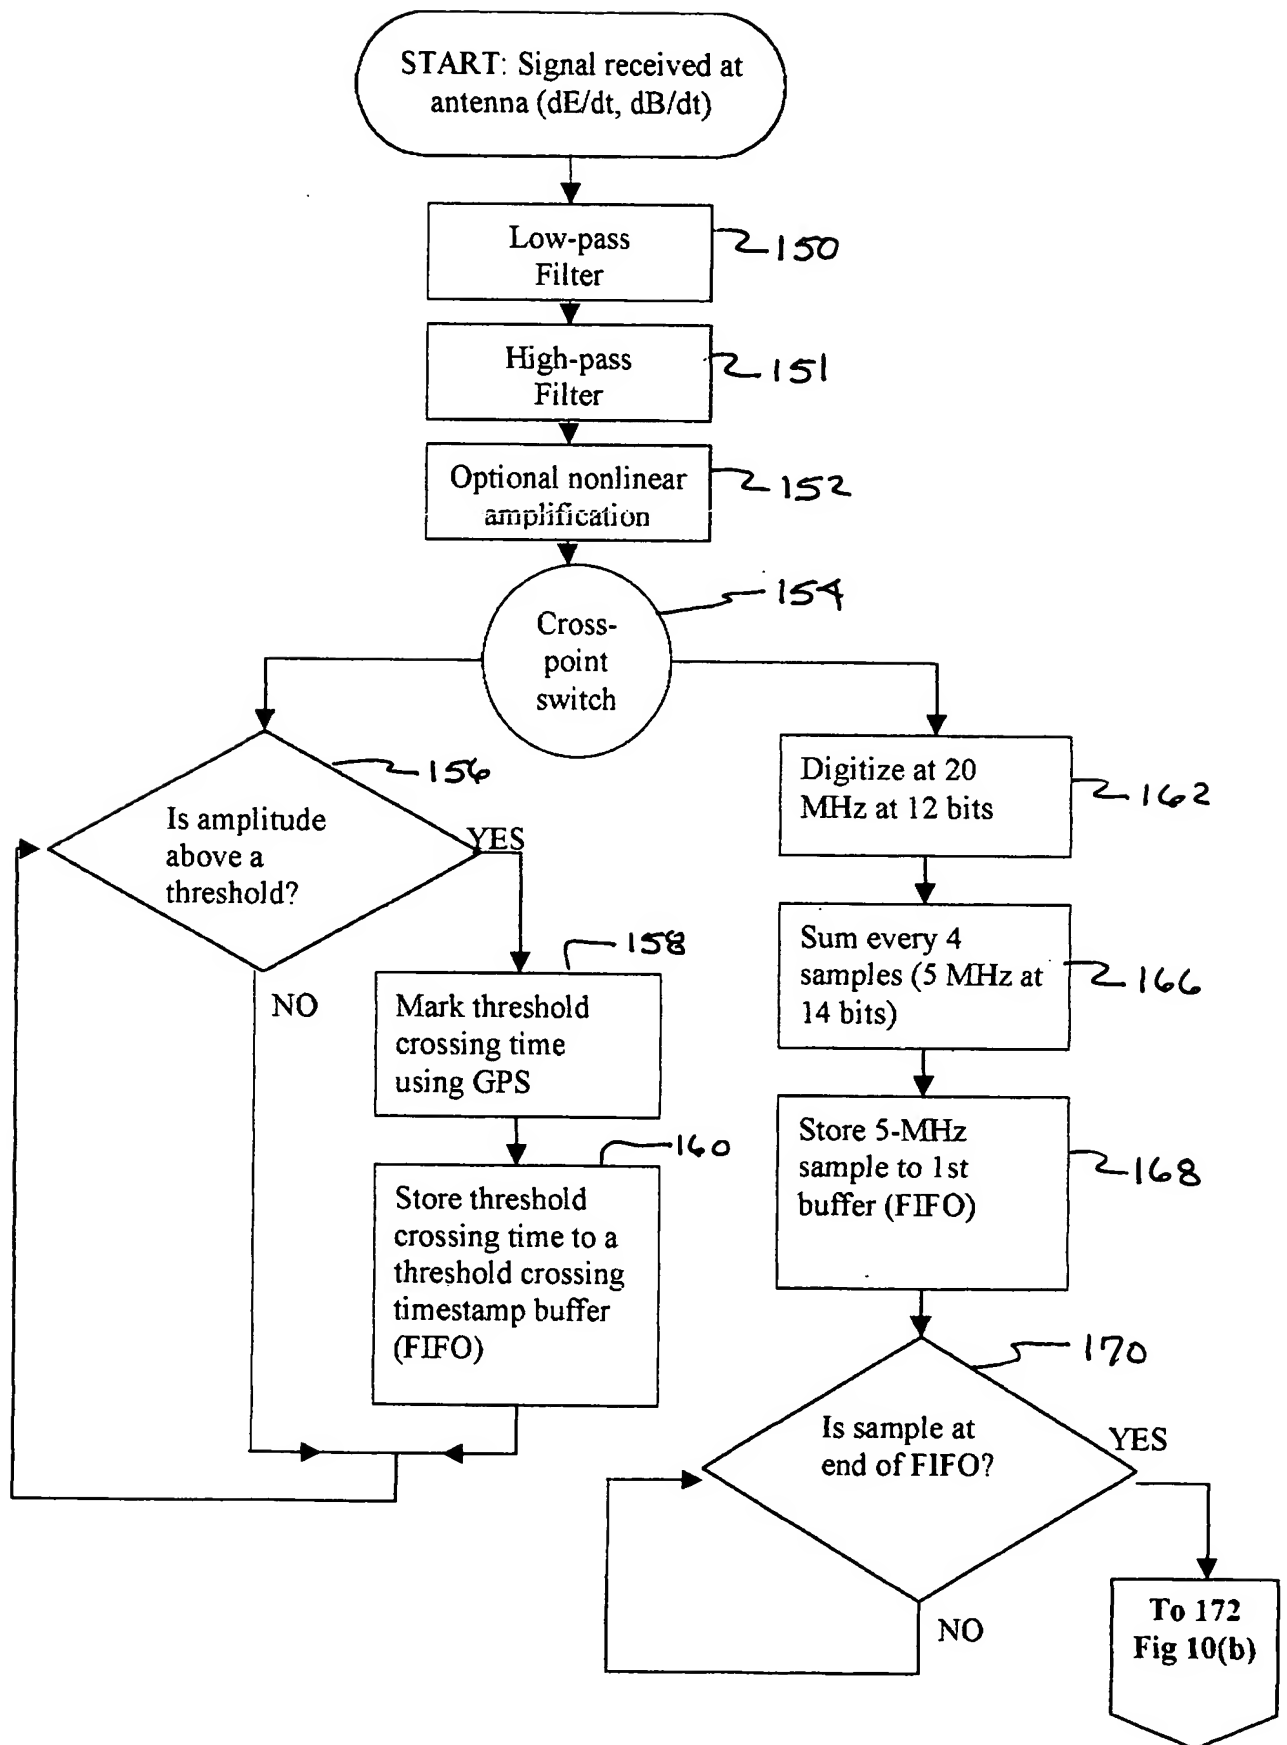 START: Signal received at
antenna (dE/dt, dB/dt)
Low-pass
Filter
150
High-pass
Filter
151
Optional nonlinear
amplification
152
Cross-
point
switch
154
Is amplitude
above a
threshold?
156
YES
NO
Mark threshold
crossing time
using GPS
158
Store threshold
crossing time to a
threshold crossing
timestamp buffer
(FIFO)
160
Digitize at 20
MHz at 12 bits
162
Sum every 4
samples (5 MHz at
14 bits)
166
Store 5-MHz
sample to 1st
buffer (FIFO)
168
Is sample at
end of FIFO?
170
YES
NO
To 172
Fig 10(b)